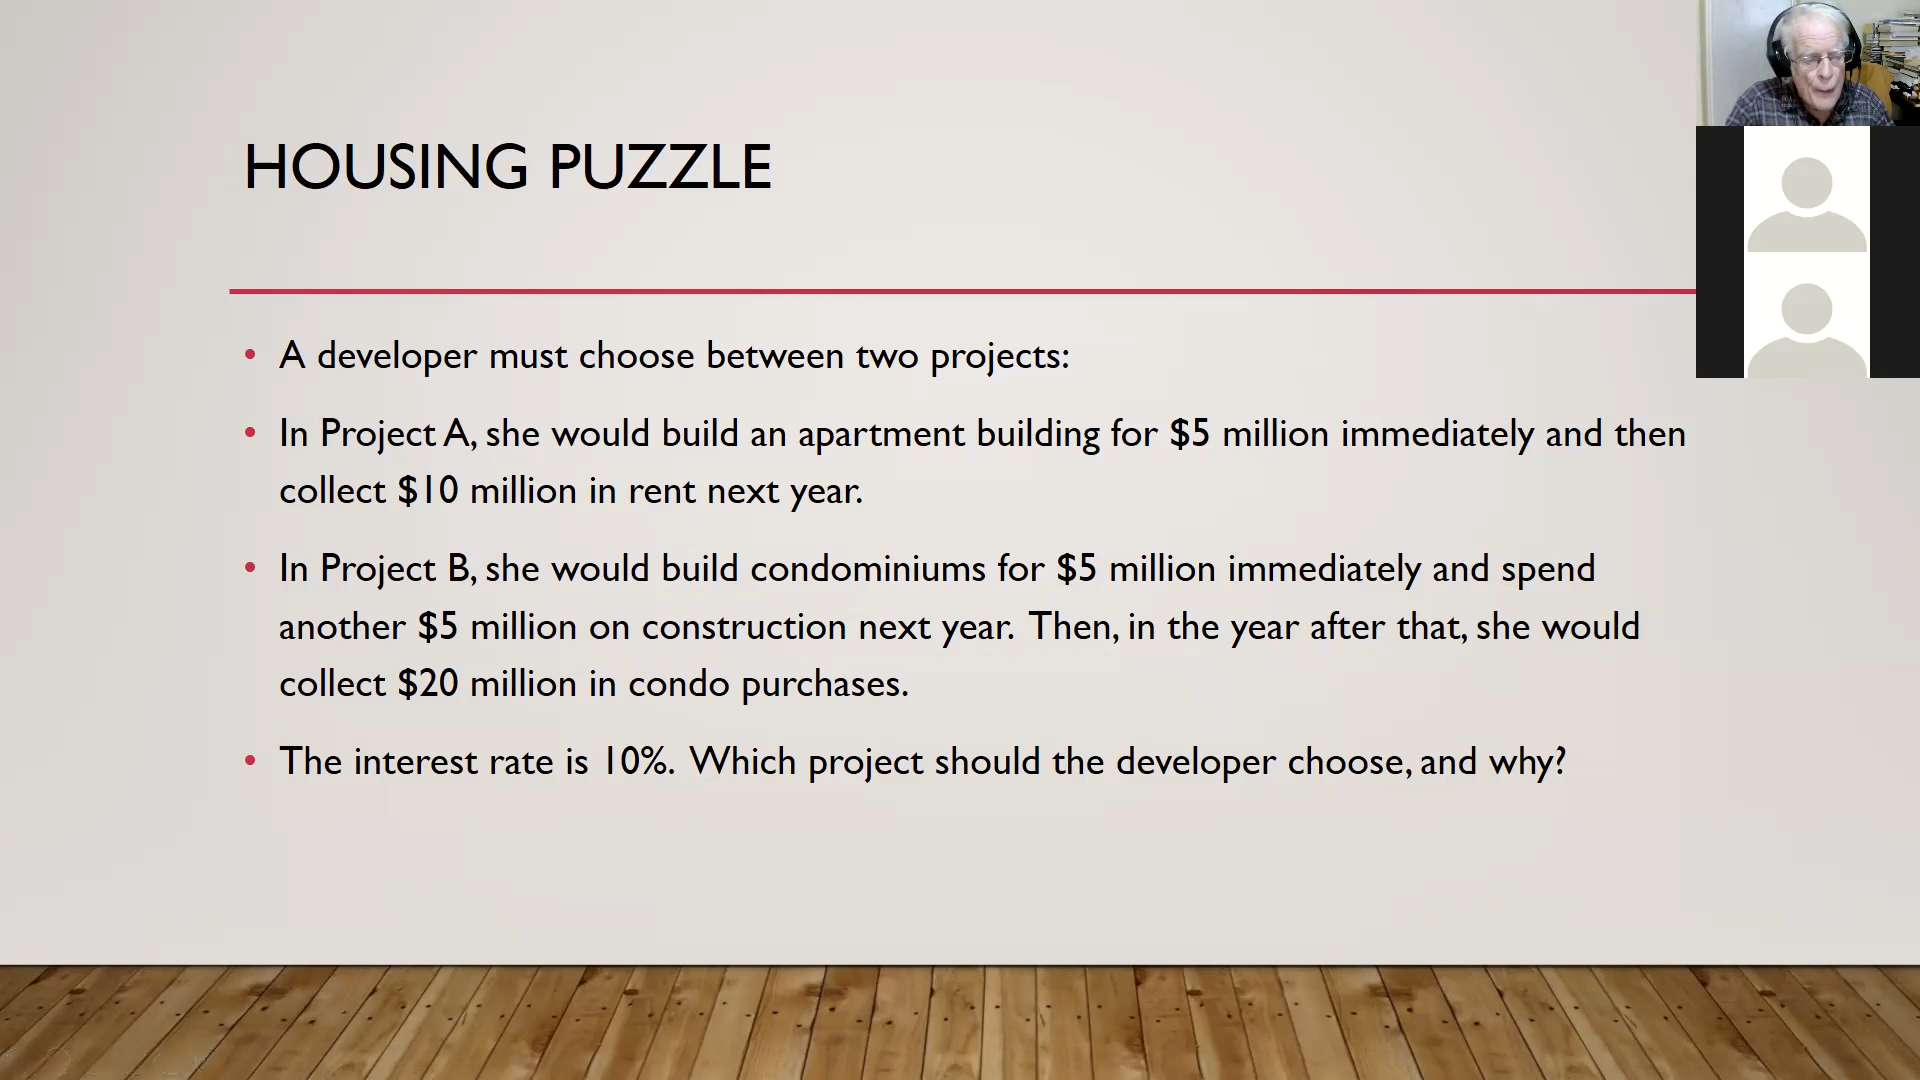 HOUSING PUZZLE
• A developer must choose between two projects:
• In Project A, she would build an apartment building for $5 million immediately and then
collect $10 million in rent next year.
• In Project B, she would build condominiums for $5 million immediately and spend
another $5 million on construction next year. Then, in the year after that, she would
collect $20 million in condo purchases.
• The interest rate is 10%. Which project should the developer choose, and why?